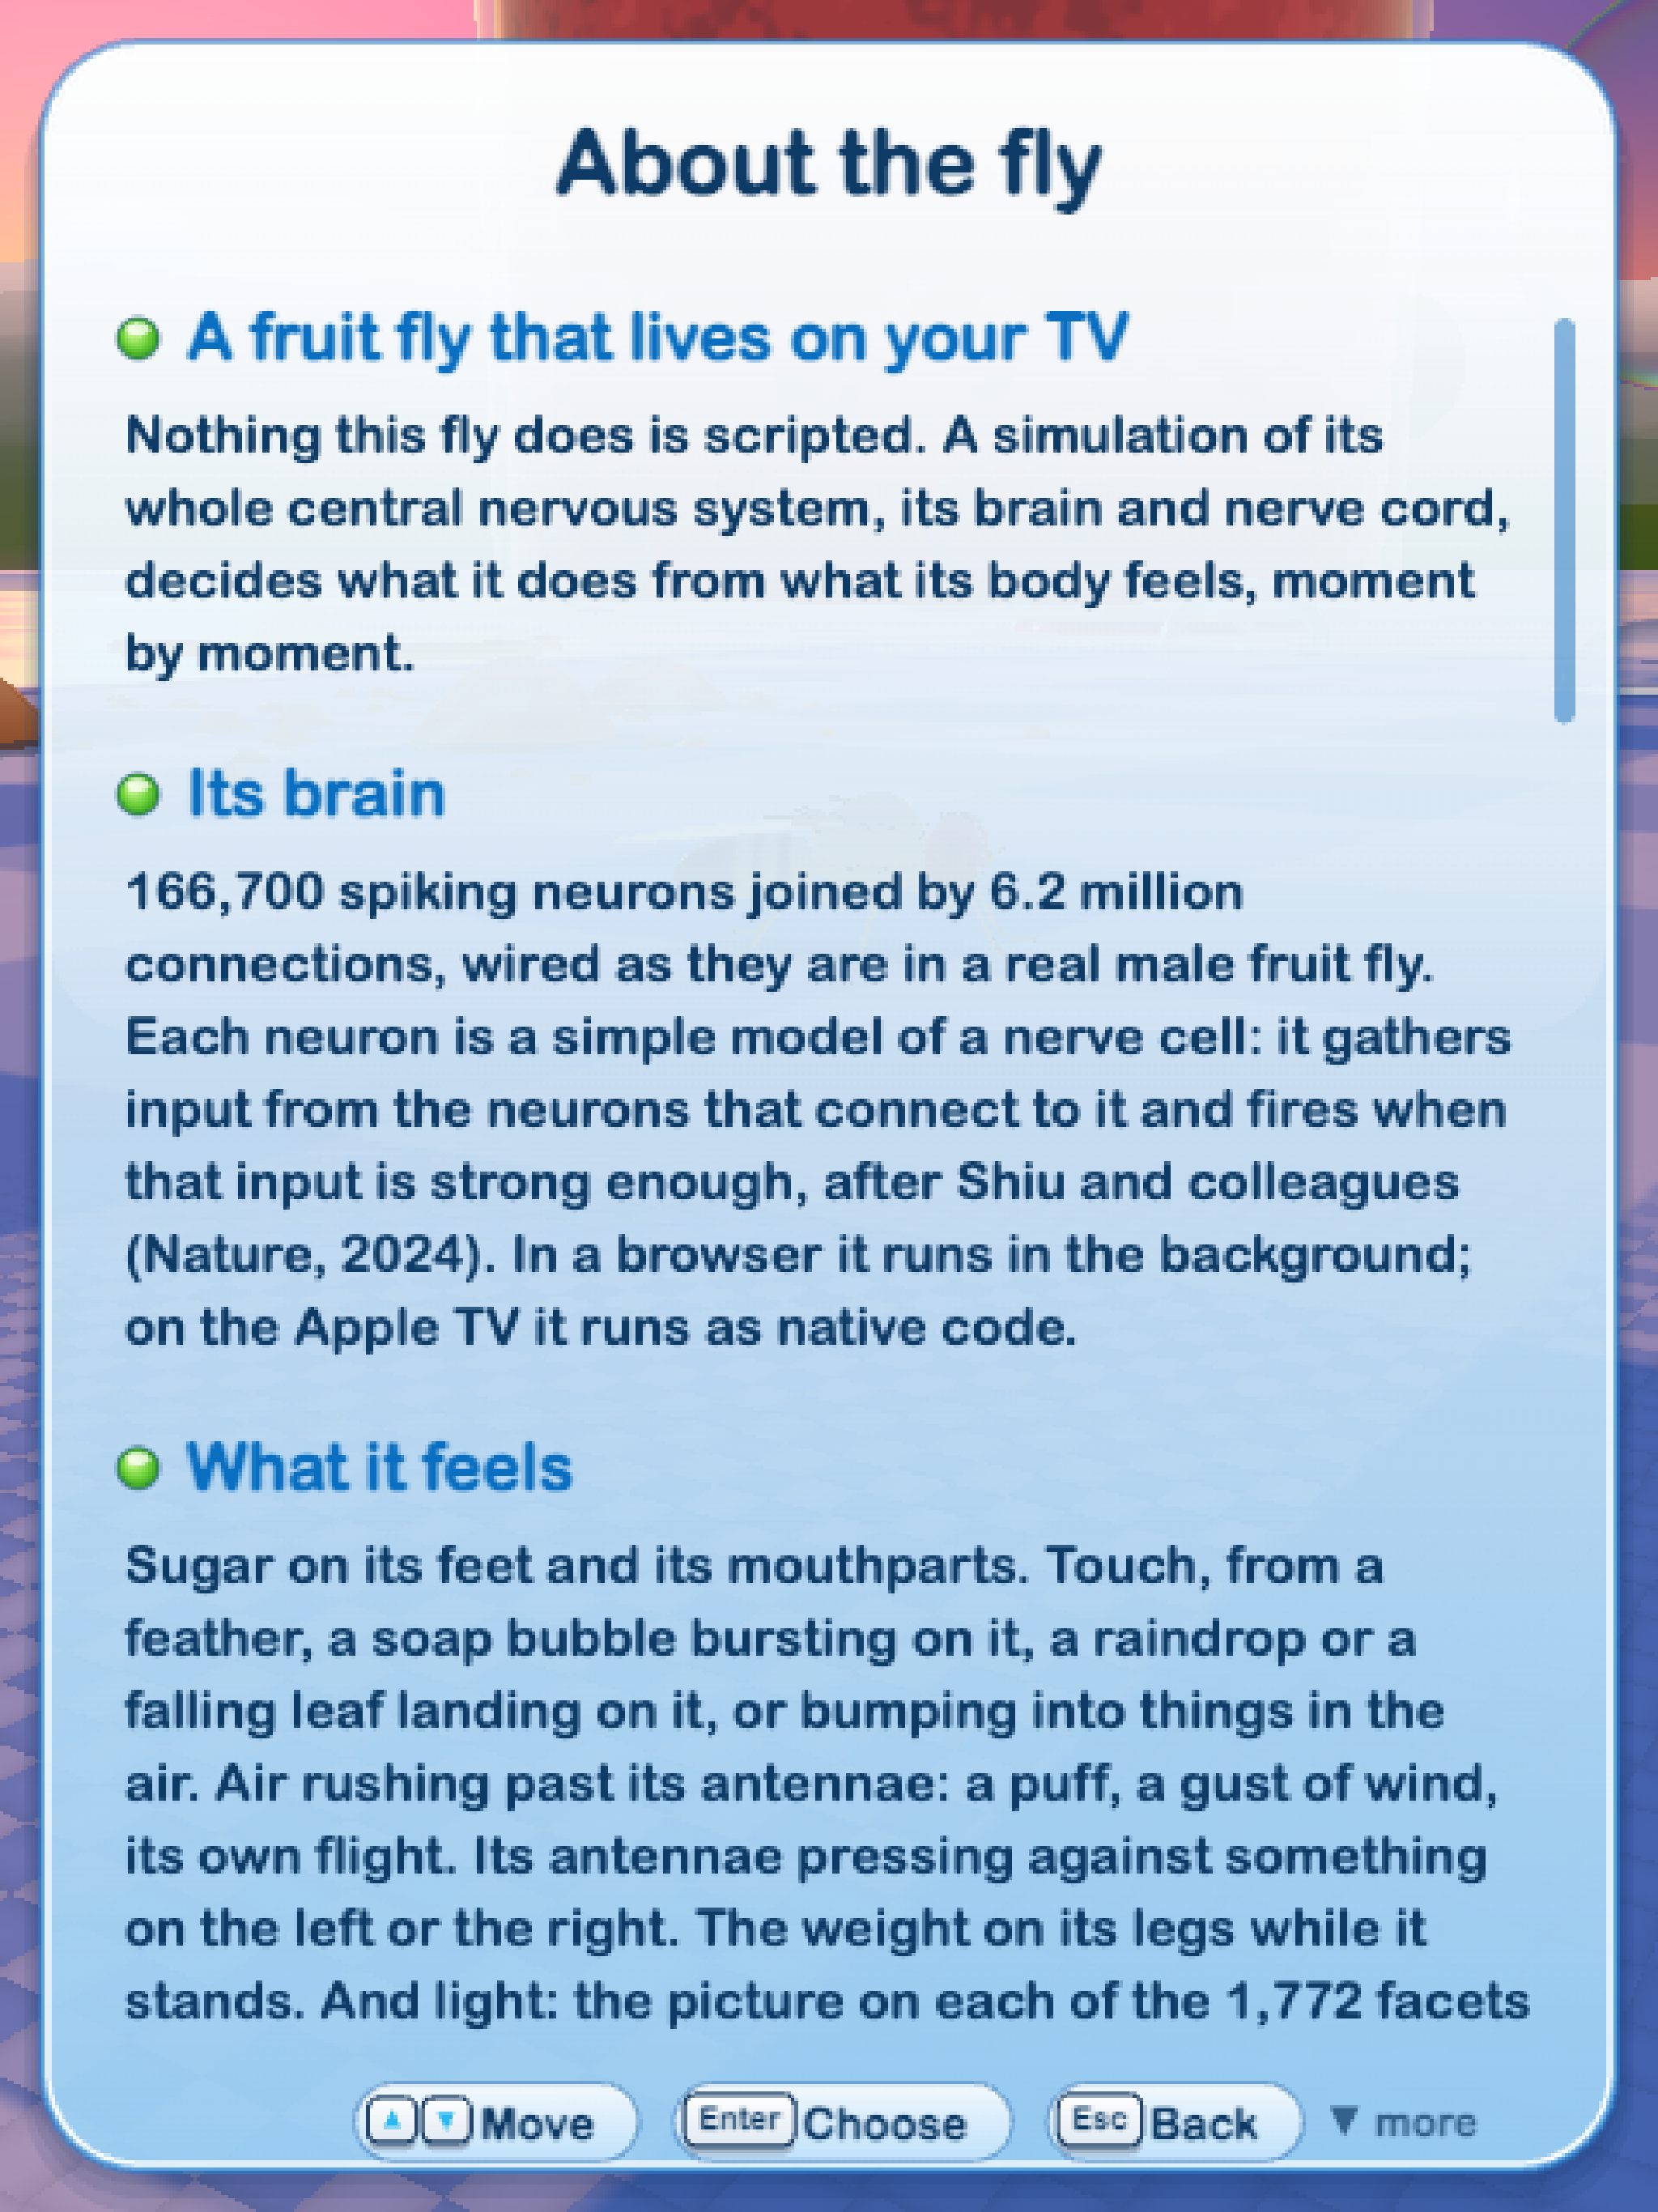 About the fly
A fruit fly that lives on your TV
Nothing this fly does is scripted. A simulation of its
whole central nervous system, its brain and nerve cord,
decides what it does from what its body feels, moment
by moment.
Its brain
166,700 spiking neurons joined by 6.2 million
connections, wired as they are in a real male fruit fly.
Each neuron is a simple model of a nerve cell: it gathers
input from the neurons that connect to it and fires when
that input is strong enough, after Shiu and colleagues
(Nature, 2024). In a browser it runs in the background;
on the Apple TV it runs as native code.
What it feels
Sugar on its feet and its mouthparts. Touch, from a
feather, a soap bubble bursting on it, a raindrop or a
falling leaf landing on it, or bumping into things in the
air. Air rushing past its antennae: a puff, a gust of wind,
its own flight. Its antennae pressing against something
on the left or the right. The weight on its legs while it
stands. And light: the picture on each of the 1,772 facets
▲ ▼ Move Enter Choose Esc Back ▼ more